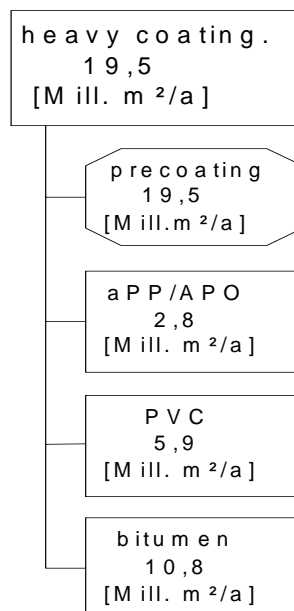 heavy coating.
19,5
[Mill. m²/a]
precoating
19,5
[Mill.m²/a]
aPP/APO
2,8
[Mill. m²/a]
PVC
5,9
[Mill. m²/a]
bitumen
10,8
[Mill. m²/a]